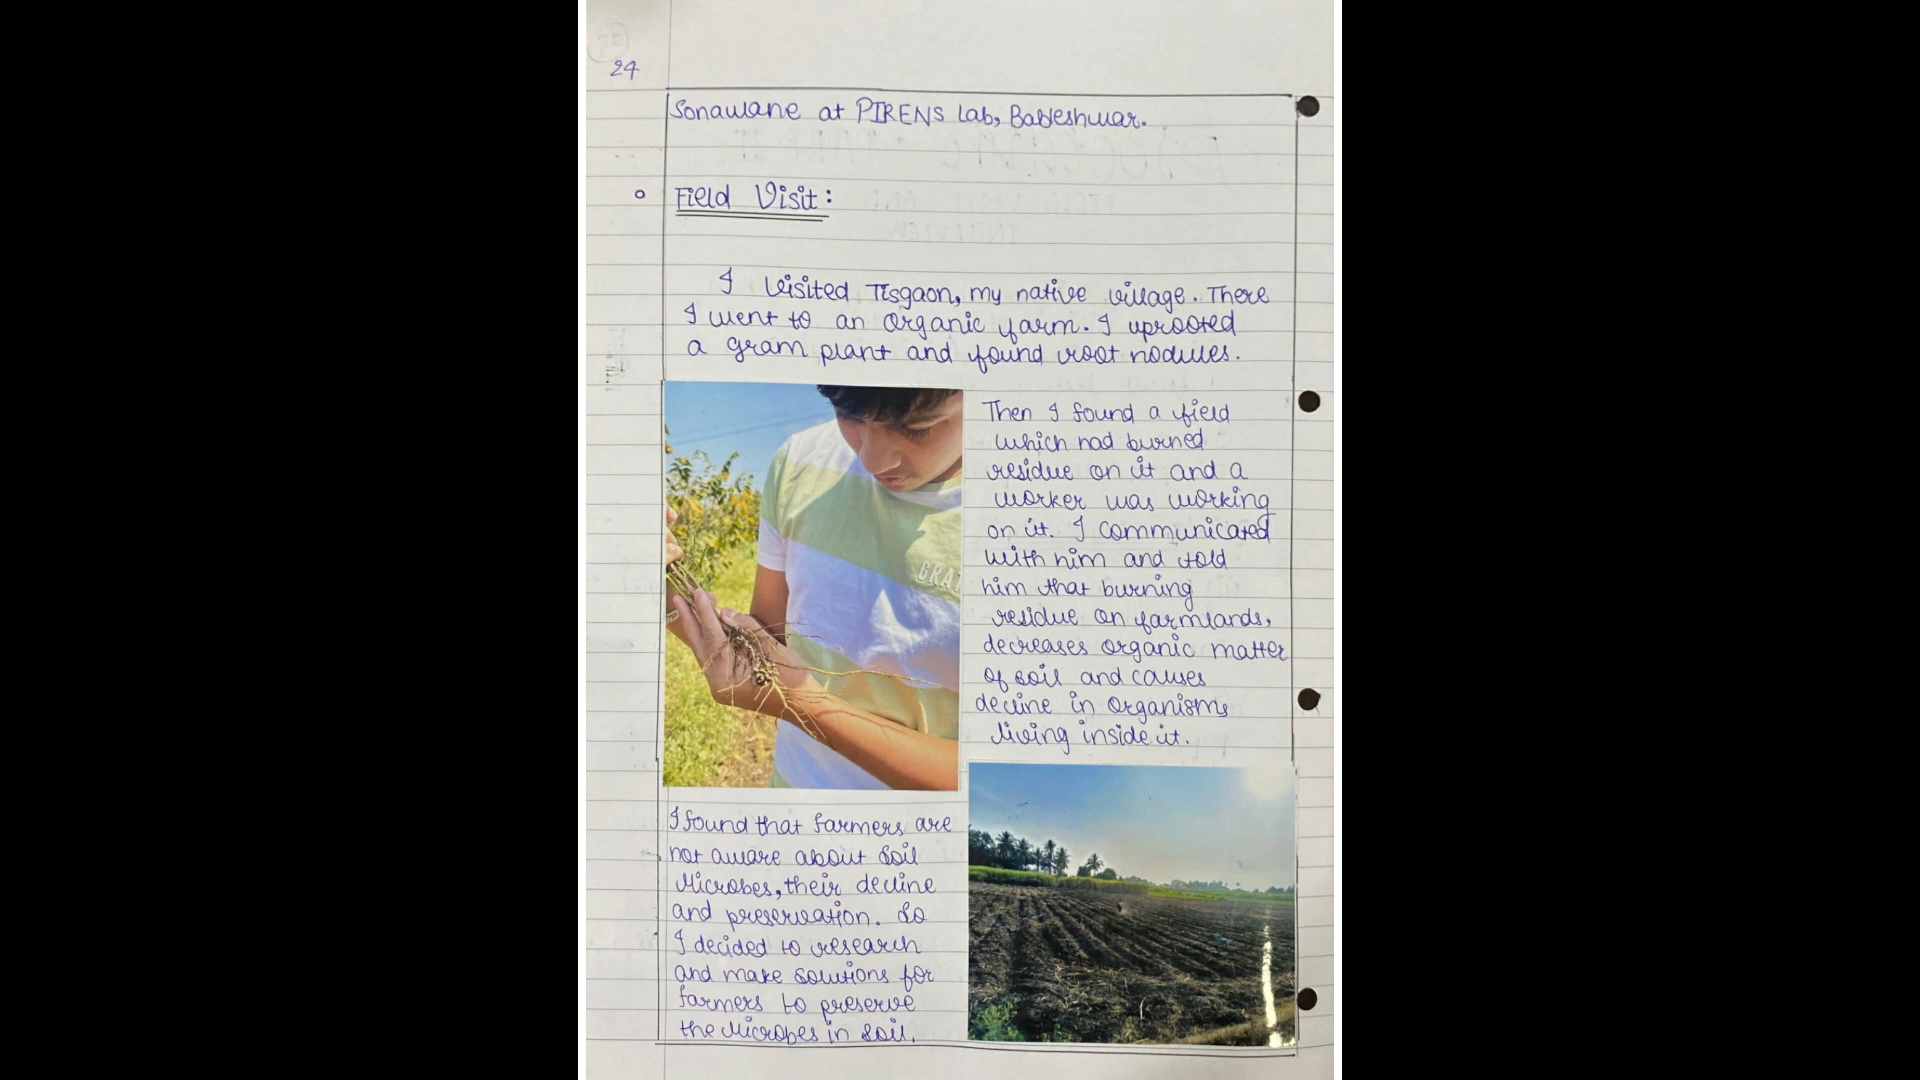 24
Sonawane at PIRENS Lab, Babbleshwar.
Field Visit:
I visited Tisgaon, my native village. There
I went to an organic farm. I uprooted
a gram plant and found root nodules.
Then I found a field
which had burned
residue on it and a
worker was working
on it. I communicated
with him and told
him that burning
residue on farmlands,
decreases organic matter
of soil and causes
decline in organisms
living inside it.
I found that farmers are
not aware about soil
Microbes, their decline
and preservation. So
I decided to research
and make solutions for
farmers to preserve
the Microbes in soil.